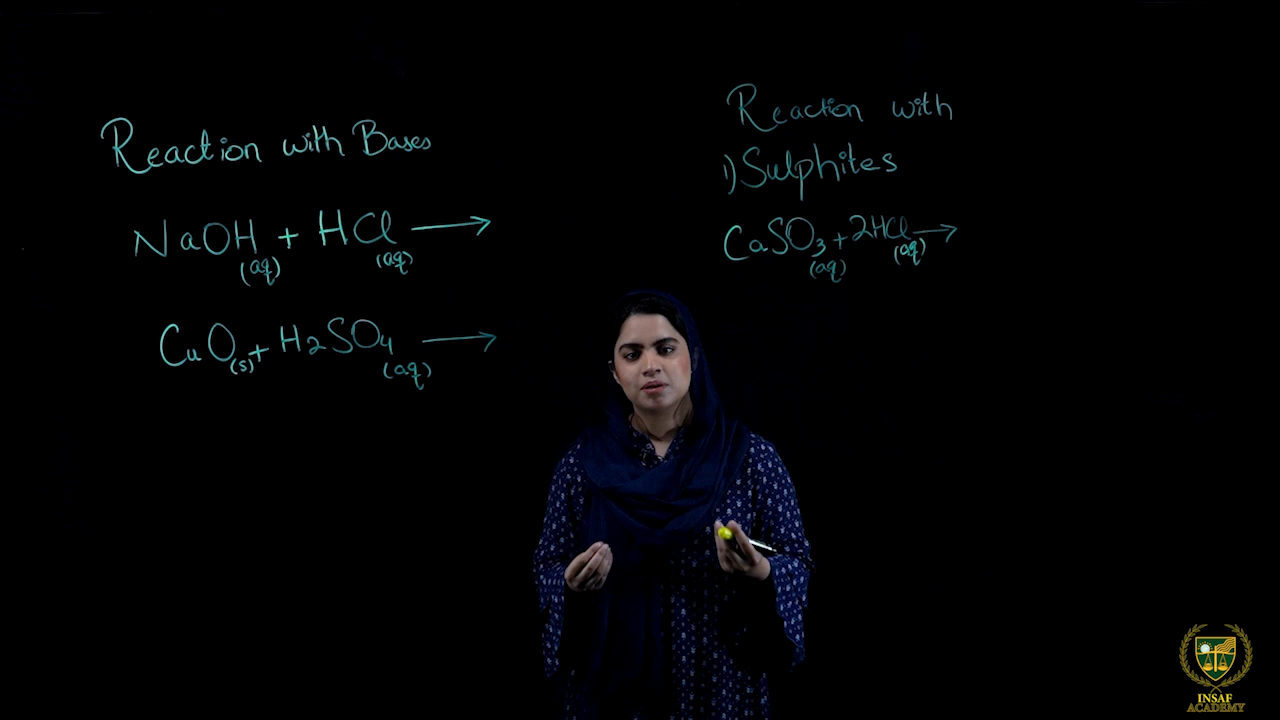 Reaction with Bases
NaOH(aq) + HCl(aq) →
CuO(s) + H2SO4(aq) →
Reaction with
1) Sulphites
CaSO3(aq) + 2HCl(aq) →
INSAF
ACADEMY